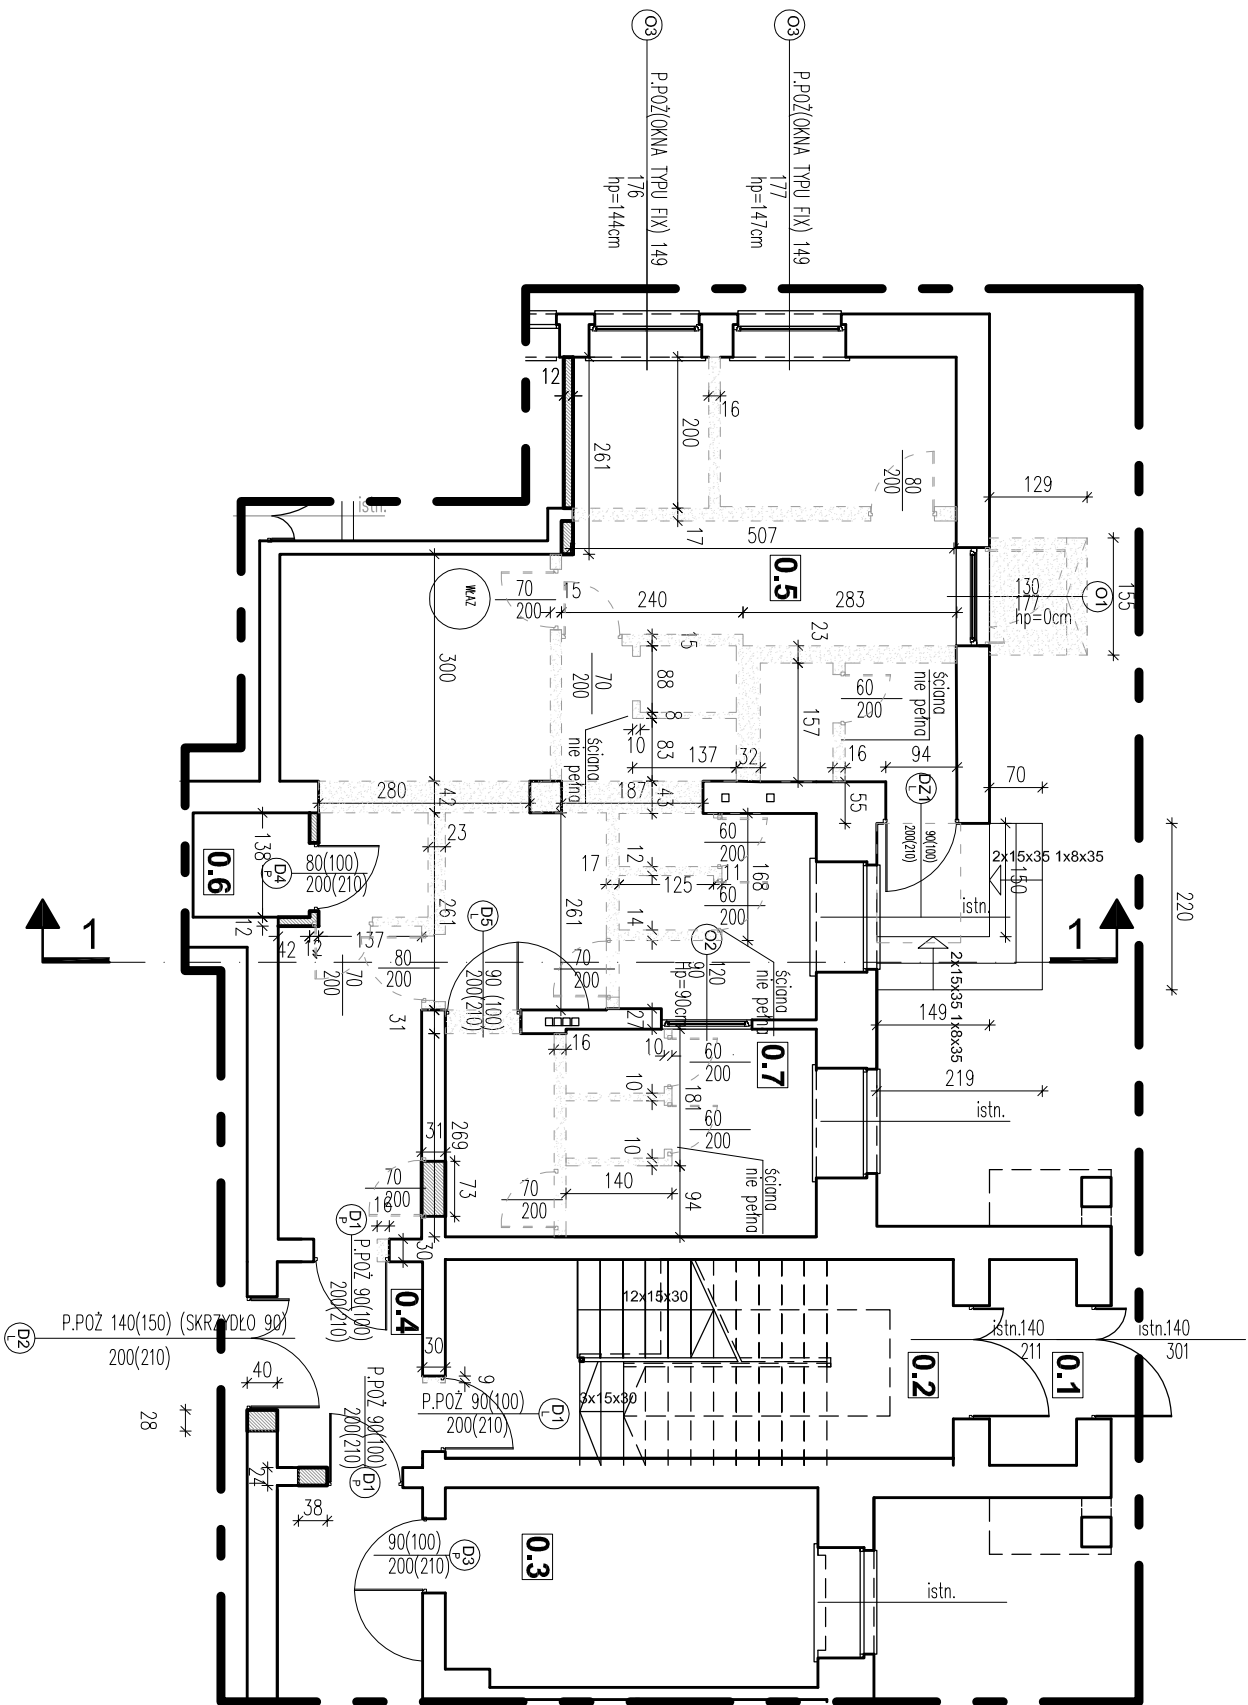 O3
P.POŻ(OKNA TYPU FIX) 149
176
hp=144cm
O3
P.POŻ(OKNA TYPU FIX) 149
177
hp=147cm
12
261
200
16
80
200
17
507
129
istn.
0.5
130
177
hp=0cm
O1
155
WŁAZ
70
200
15
240
283
23
300
15
88
8
83
10
70
200
ściana
nie pełna
157
60
200
ściana
nie pełna
137
32
16
94
DZ1
L
90(100)
200(210)
70
55
280
42
187
43
23
138
0.6
D4
P
80(100)
200(210)
12
42
12
137
261
17
261
60
200
12
125
11
168
60
200
14
2x15x35 1x8x35
150
istn.
220
1
1
D5
L
90 (100)
200(210)
80
200
70
200
31
70
200
O2
120
90
Hp=90cm
ściana
nie pełna
27
16
10
60
200
0.7
10
181
60
200
10
140
94
ściana
nie pełna
2x15x35 1x8x35
149
219
istn.
31
269
73
70
200
16
70
200
D1
P
P.POŻ 90(100)
200(210)
30
0.4
12x15x30
3x15x30
0.2
istn.140
211
0.1
istn.140
301
D2
L
P.POŻ 140(150) (SKRZYDŁO 90)
200(210)
40
28
30
9
P.POŻ 90(100)
200(210)
D1
L
P.POŻ 90(100)
200(210)
D1
P
24
38
90(100)
200(210)
D3
P
0.3
istn.